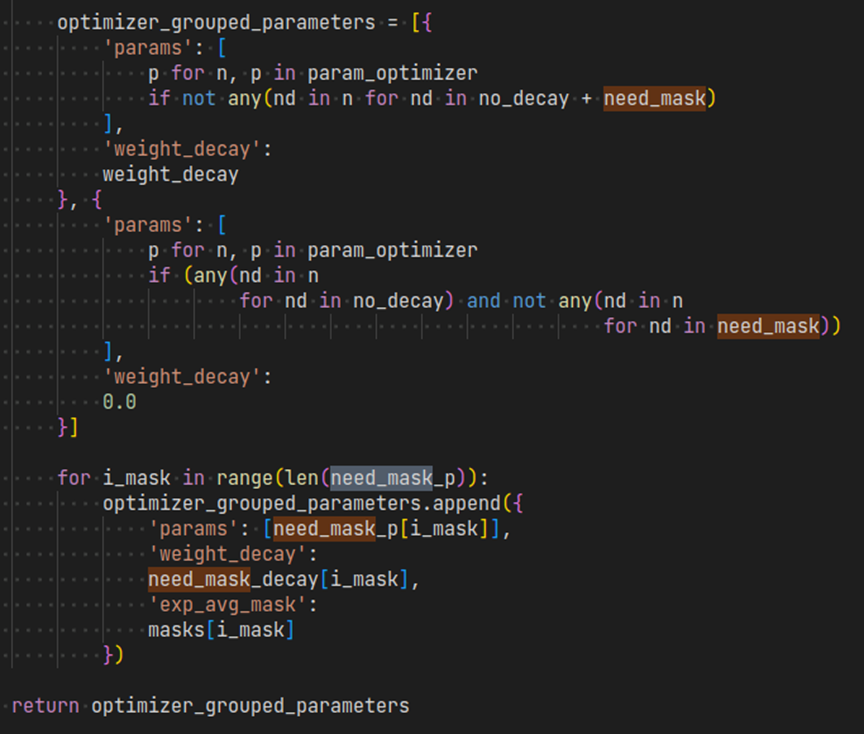 optimizer_grouped_parameters = [{
'params': [
p for n, p in param_optimizer
if not any(nd in n for nd in no_decay + need_mask)
],
'weight_decay':
weight_decay
}, {
'params': [
p for n, p in param_optimizer
if (any(nd in n
for nd in no_decay) and not any(nd in n
for nd in need_mask))
],
'weight_decay':
0.0
}]
for i_mask in range(len(need_mask_p)):
optimizer_grouped_parameters.append({
'params': [need_mask_p[i_mask]],
'weight_decay':
need_mask_decay[i_mask],
'exp_avg_mask':
masks[i_mask]
})
return optimizer_grouped_parameters